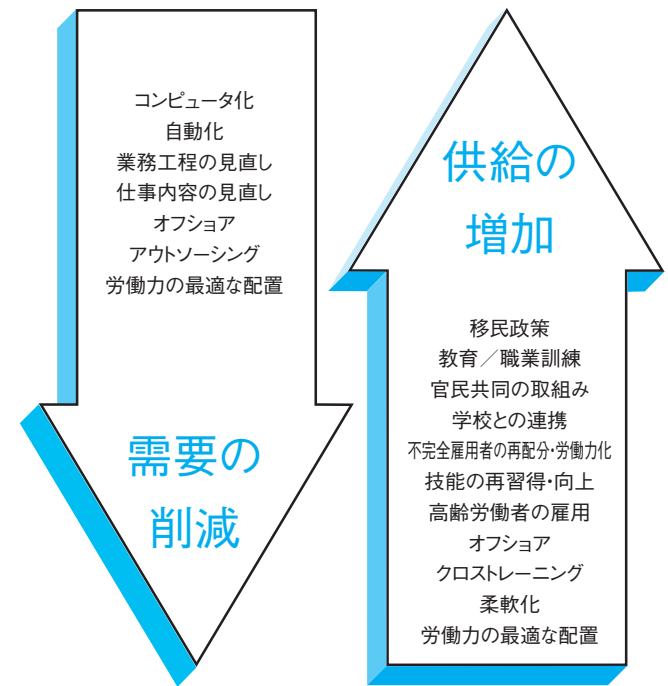 コンピュータ化
自動化
業務工程の見直し
仕事内容の見直し
オフショア
アウトソーシング
労働力の最適な配置
需要の
削減
供給の
増加
移民政策
教育／職業訓練
官民共同の取組み
学校との連携
不完全雇用者の再配分・労働力化
技能の再習得・向上
高齢労働者の雇用
オフショア
クロストレーニング
柔軟化
労働力の最適な配置